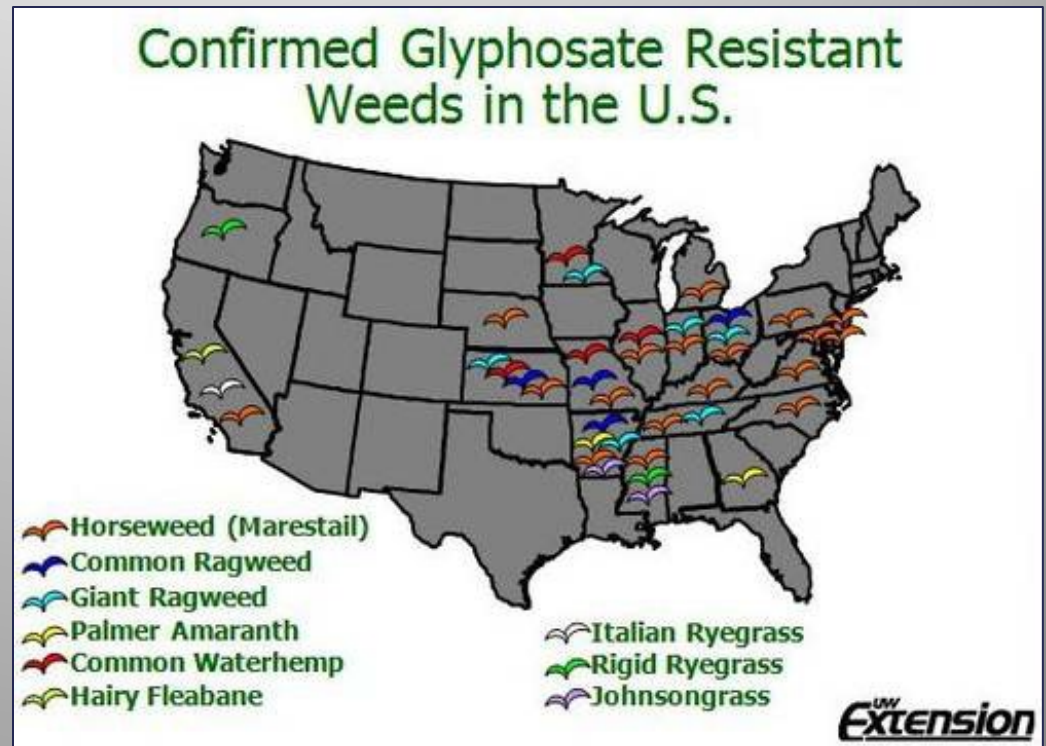 Confirmed Glyphosate Resistant
Weeds in the U.S.
Horseweed (Marestail)
Common Ragweed
Giant Ragweed
Palmer Amaranth
Common Waterhemp
Hairy Fleabane
Italian Ryegrass
Rigid Ryegrass
Johnsongrass
UW
Extension